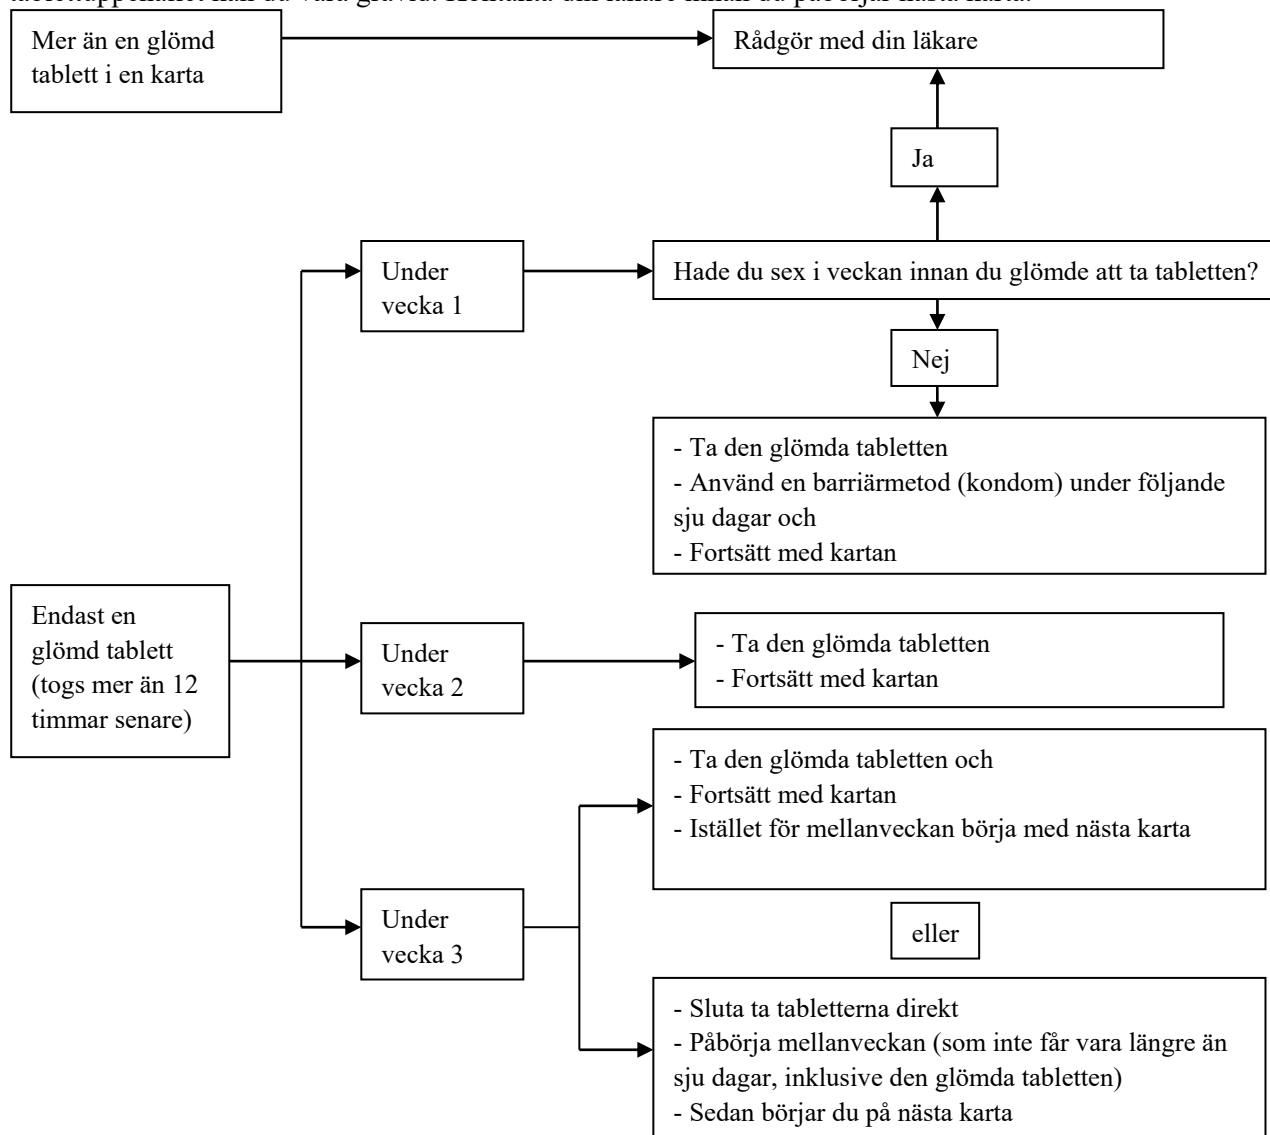 Mer än en glömd
tablett i en karta
Rådgör med din läkare
Ja
Under
vecka 1
Hade du sex i veckan innan du glömde att ta tabletten?
Nej
- Ta den glömda tabletten
- Använd en barriärmetod (kondom) under följande
sju dagar och
- Fortsätt med kartan
Endast en
glömd tablett
(togs mer än 12
timmar senare)
Under
vecka 2
- Ta den glömda tabletten
- Fortsätt med kartan
Under
vecka 3
- Ta den glömda tabletten och
- Fortsätt med kartan
- Istället för mellanveckan börja med nästa karta
eller
- Sluta ta tabletterna direkt
- Påbörja mellanveckan (som inte får vara längre än
sju dagar, inklusive den glömda tabletten)
- Sedan börjar du på nästa karta